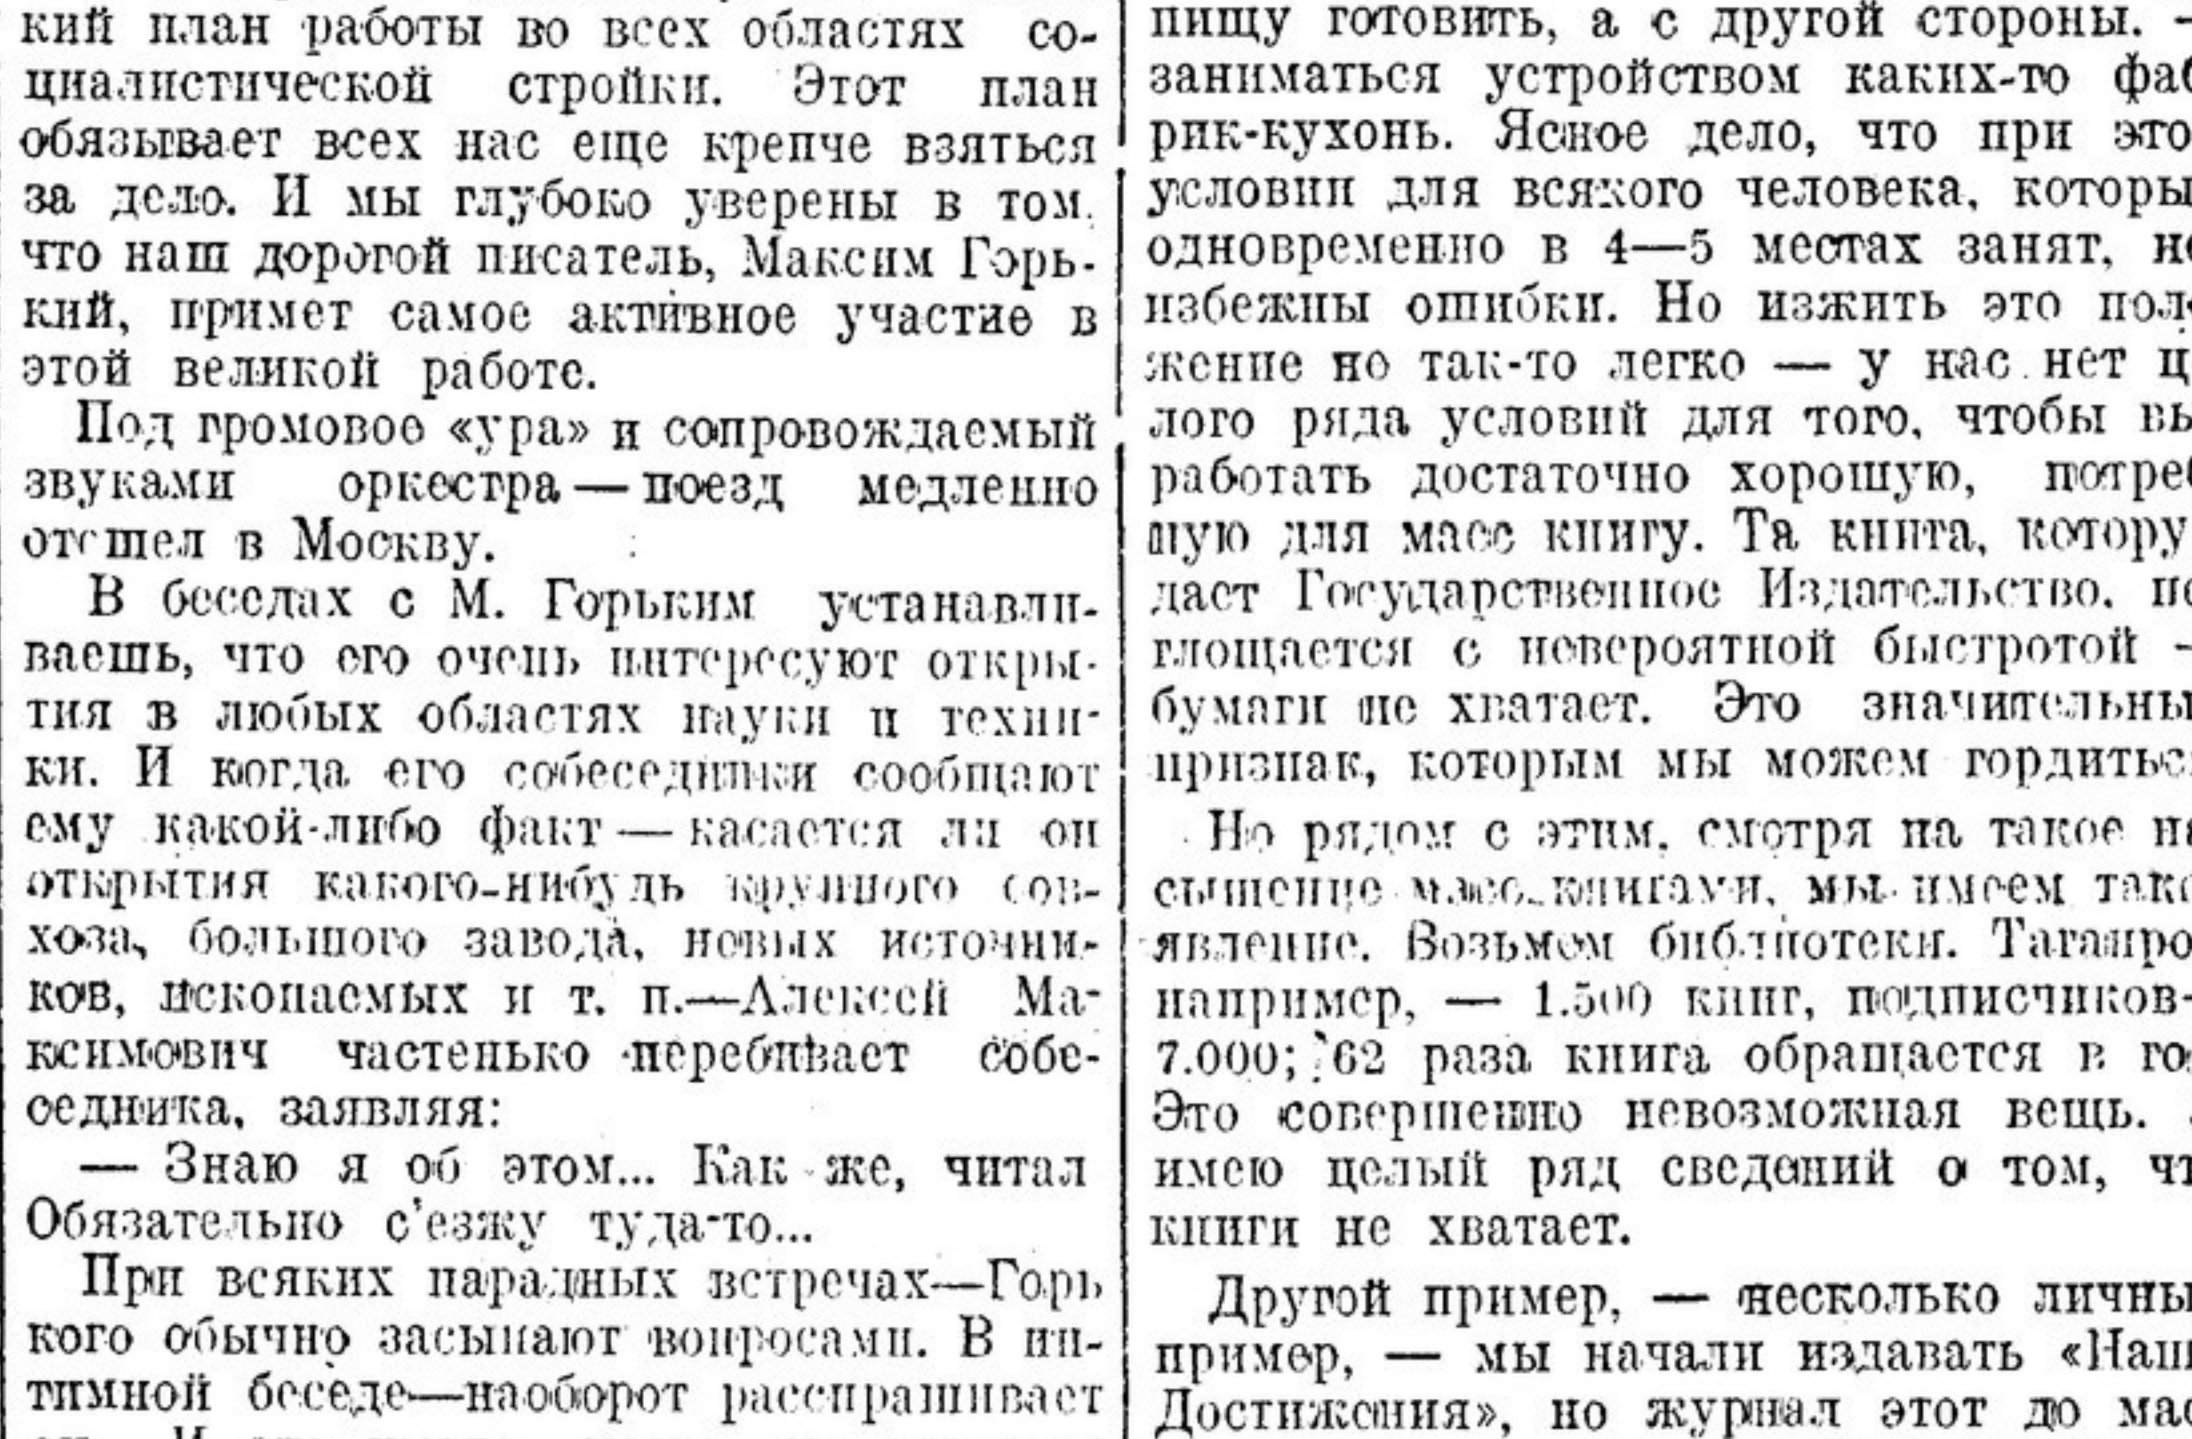 кий план работы во всех областях со-
циалистической стройки. Этот план
обязывает всех нас еще крепче взяться
за дело. И мы глубоко уверены в том,
что наш дорогой писатель, Максим Горь-
кий, примет самое активное участие в
этой великой работе.
Под громовое «ура» и сопровождаемый
звуками оркестра — поезд медленно
отошел в Москву.
В беседах с М. Горьким устанавли-
ваешь, что его очень интересуют откры-
тия в любых областях науки и техни-
ки. И когда его собеседники сообщают
ему какой-либо факт — касается ли он
открытия какого-нибудь крупного сов-
хоза, большого завода, новых источни-
ков, ископаемых и т. п.—Алексей Ма-
ксимович частенько перебивает собе-
седника, заявляя:
— Знаю я об этом... Как же, читал
Обязательно с'езжу туда-то...
При всяких парадных встречах—Горь
кого обычно засыпают вопросами. В ин-
тимной беседе—наоборот расспрашивает
пищу готовить, а с другой стороны. —
заниматься устройством каких-то фаб
рик-кухонь. Ясное дело, что при это
условии для всякого человека, которы
одновременно в 4—5 местах занят, не
избежны ошибки. Но изжить это поло
жение не так-то легко — у нас нет ц
лого ряда условий для того, чтобы вы
работать достаточно хорошую, потреб
ную для масс книгу. Та книга, котору
даст Государственное Издательство, по
глощается с невероятной быстротой —
бумаги не хватает. Это значительны
признак, которым мы можем гордитьс
Но рядом с этим, смотря на такое на
сыщение масс книгами, мы имеем тако
явление. Возьмем библиотеки. Таганро
например, — 1.500 книг, подписчиков—
7.000; 62 раза книга обращается в го
Это совершенно невозможная вещь.
имею целый ряд сведений о том, чт
книги не хватает.
Другой пример, — несколько личны
пример, — мы начали издавать «Наш
Достижения», но журнал этот до мас